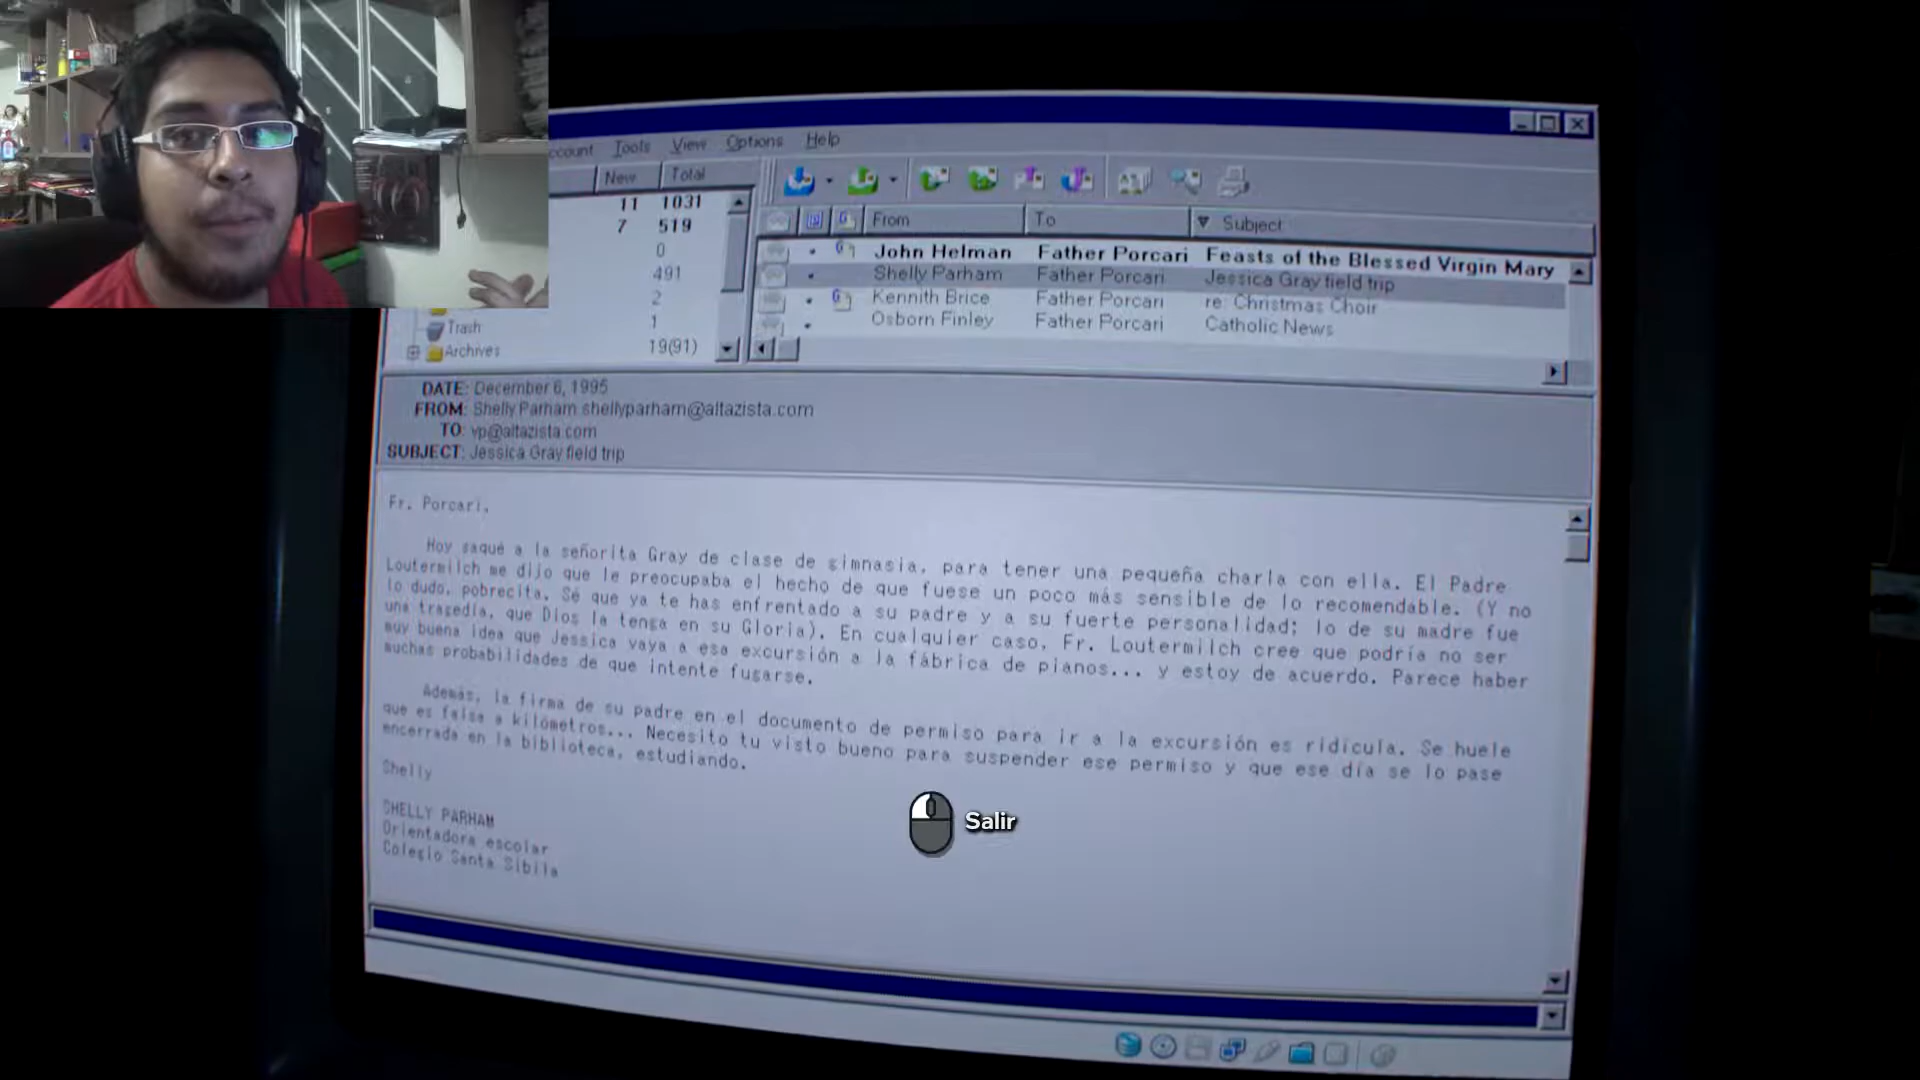 ccount Tools View Options Help
New Total
11 1031
7 519
0
491
2
Trash 1
Archives 19(91)
From To Subject
John Helman Father Porcari Feasts of the Blessed Virgin Mary
Shelly Parham Father Porcari Jessica Gray field trip
Kennith Brice Father Porcari re: Christmas Choir
Osborn Finley Father Porcari Catholic News
DATE: December 6, 1995
FROM: Shelly Parham shellyparham@altazista.com
TO: vp@altazista.com
SUBJECT: Jessica Gray field trip
Fr. Porcari,
Hoy saqué a la señorita Gray de clase de gimnasia, para tener una pequeña charla con ella. El Padre
Loutermilch me dijo que le preocupaba el hecho de que fuese un poco más sensible de lo recomendable. (Y no
lo dudo, pobrecita. Sé que ya te has enfrentado a su padre y a su fuerte personalidad; lo de su madre fue
una tragedia, que Dios la tenga en su Gloria). En cualquier caso, Fr. Loutermilch cree que podría no ser
muy buena idea que Jessica vaya a esa excursión a la fábrica de pianos... y estoy de acuerdo. Parece haber
muchas probabilidades de que intente fugarse.
Además, la firma de su padre en el documento de permiso para ir a la excursión es ridícula. Se huele
que es falsa a kilómetros... Necesito tu visto bueno para suspender ese permiso y que ese día se lo pase
encerrada en la biblioteca, estudiando.
Shelly
SHELLY PARHAM
Orientadora escolar
Colegio Santa Sibila
Salir